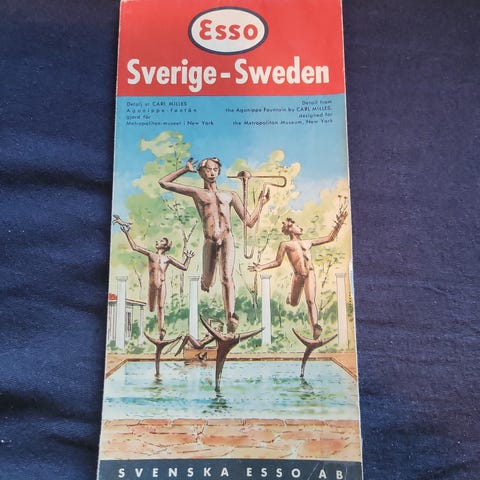 Esso
Sverige-Sweden
Detalj ur CARL MILLES
Aganippe fontän
gjord för
Metropolitan-museet i New York
Detail from
the Aganippe Fountain by CARL MILLES,
designed for
the Metropolitan Museum, New York
SVENSKA ESSO AB